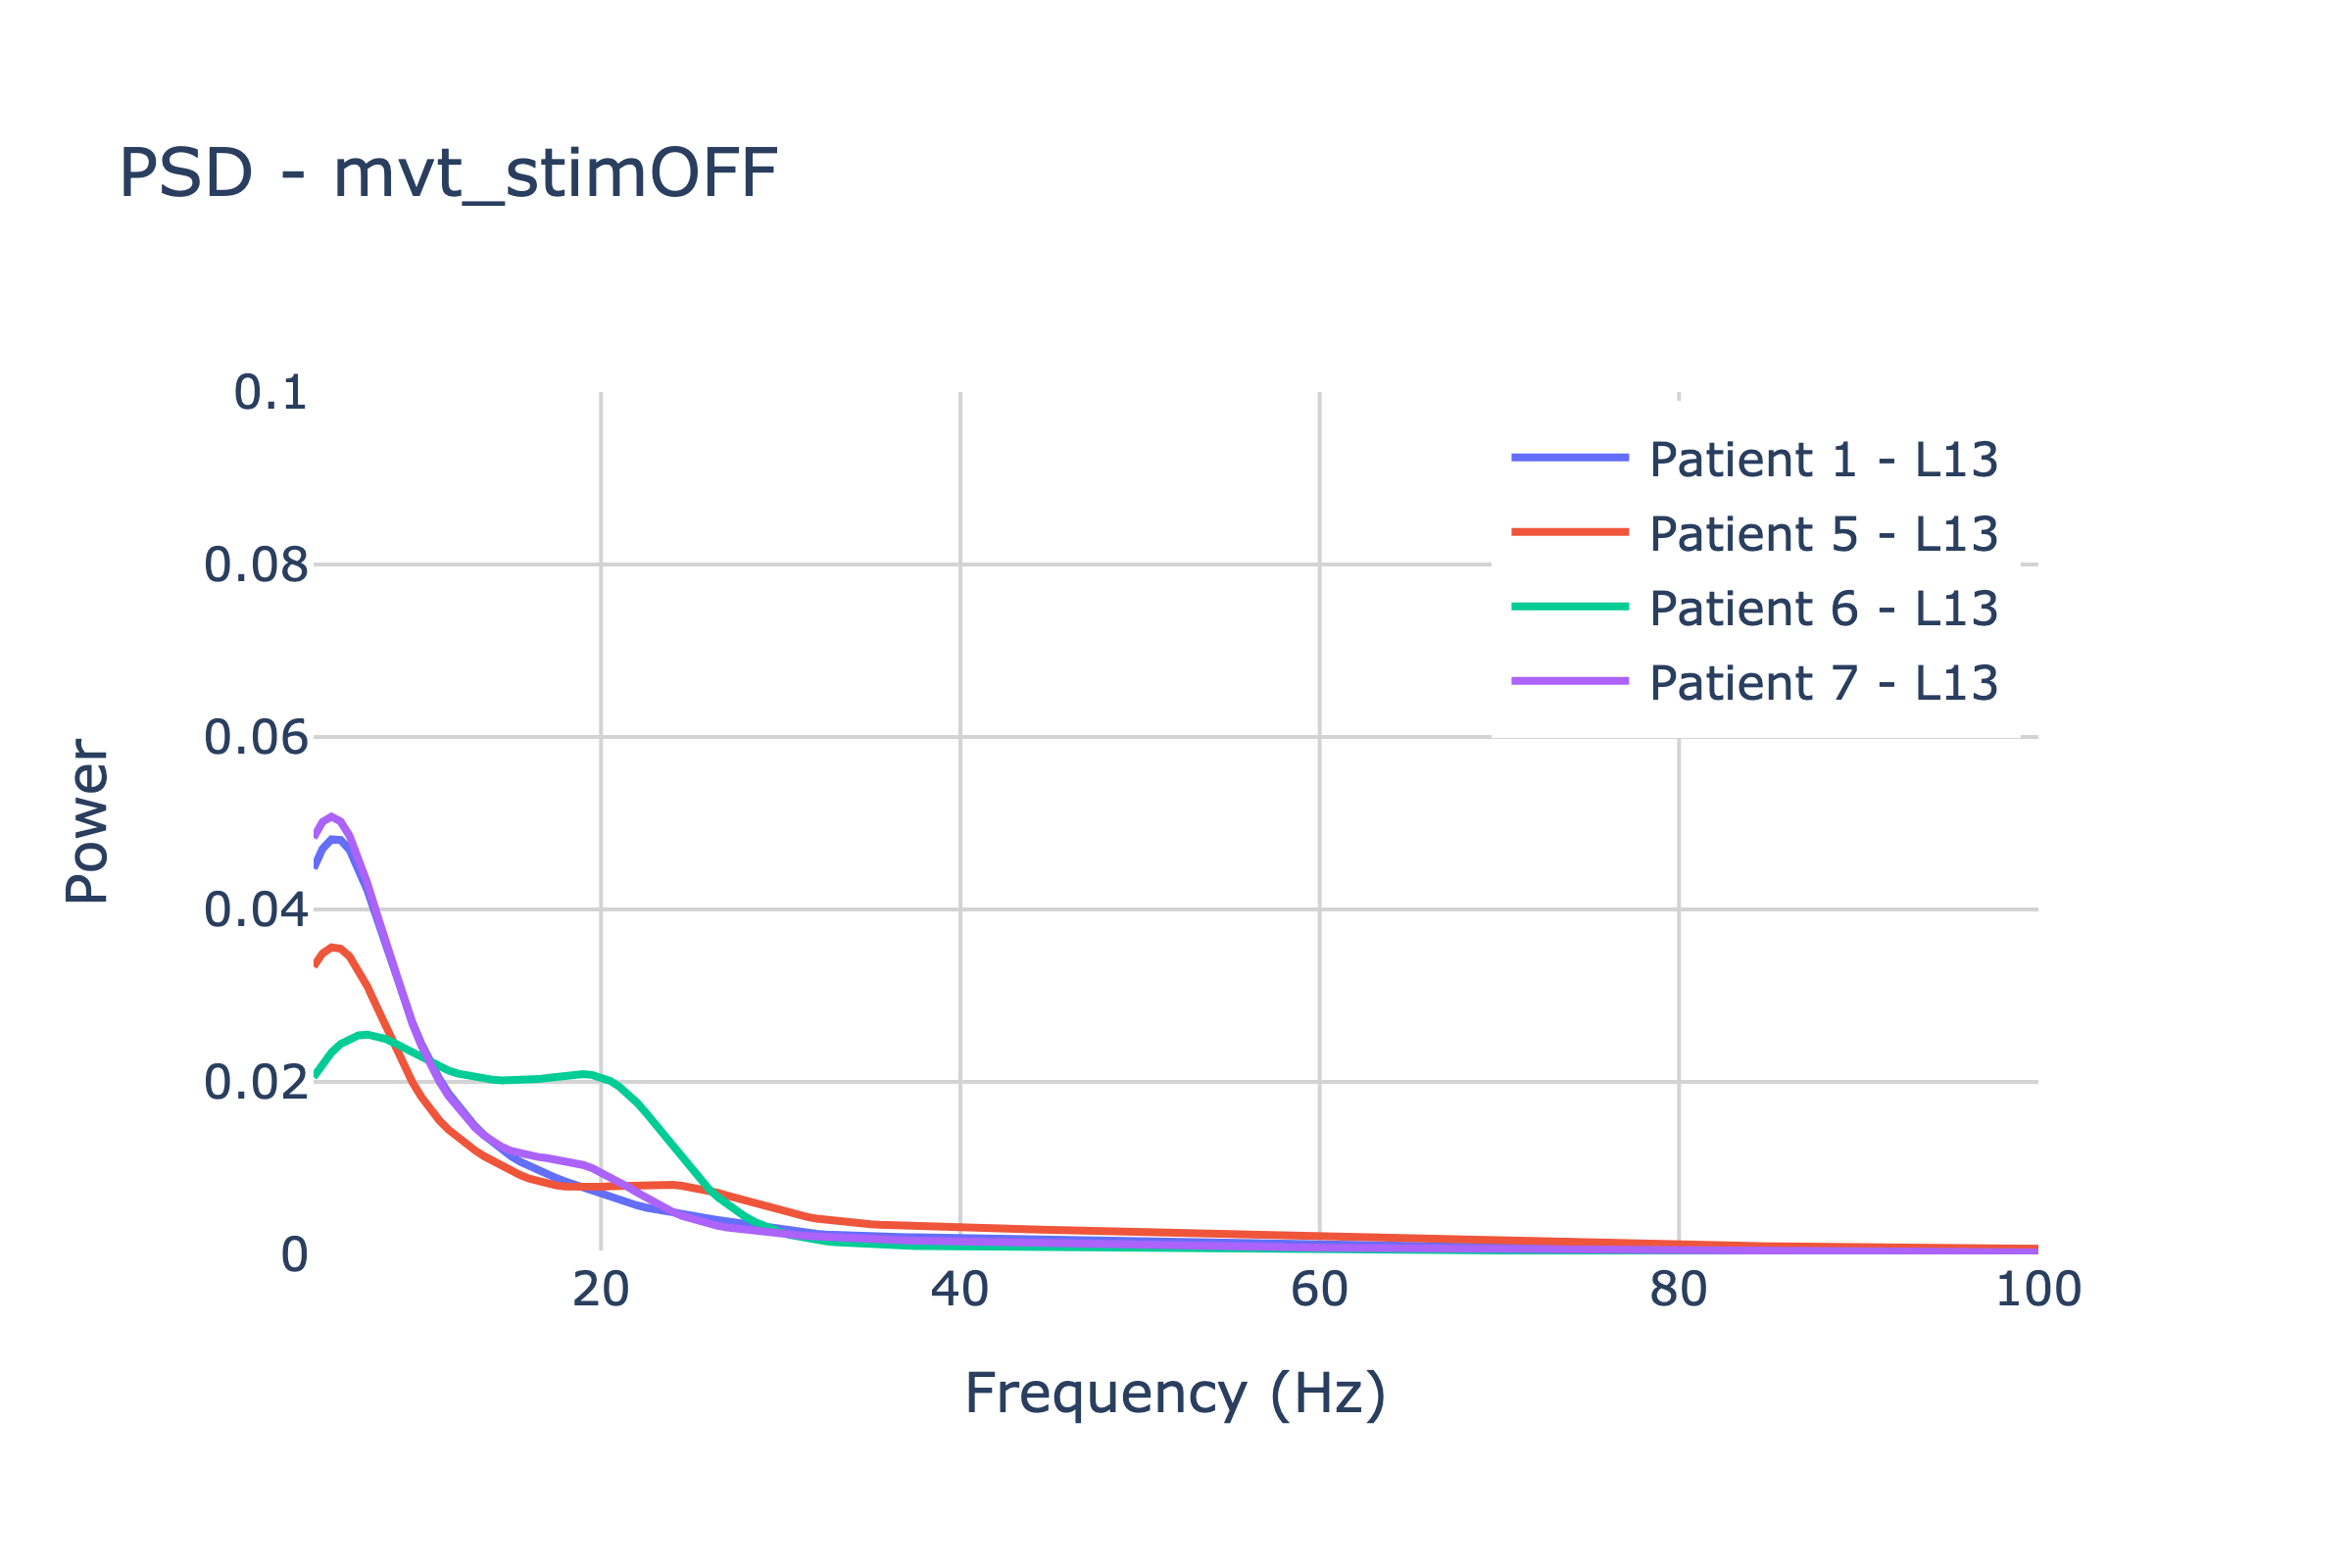 PSD - mvt_stimOFF
0.1
0.08
0.06
0.04
0.02
0
Power
20 40 60 80 100
Frequency (Hz)
Patient 1 - L13
Patient 5 - L13
Patient 6 - L13
Patient 7 - L13